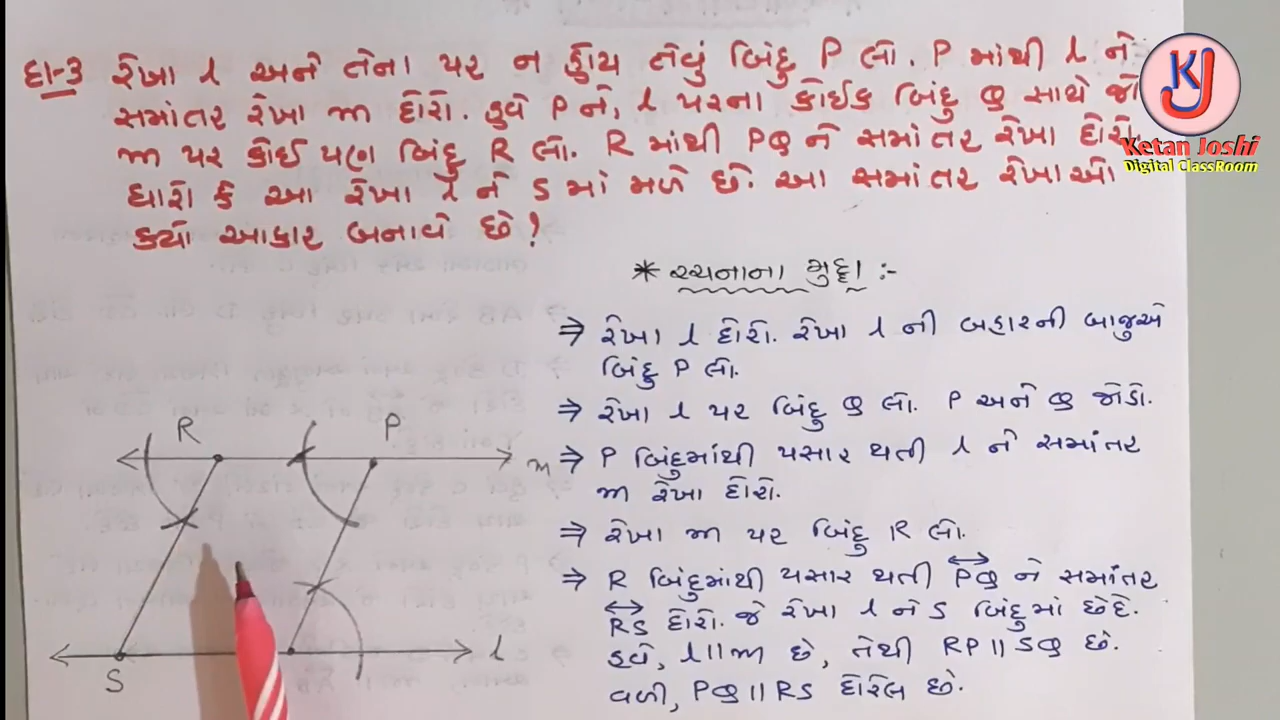 દા-3 રેખા l અને તેના પર ન હોય તેવું બિંદુ P લો. P માંથી l ને
સમાંતર રેખા m દોરો. હવે P ને, l પરના કોઈક બિંદુ Q સાથે જો
m પર કોઈ પણ બિંદુ R લો. R માંથી PQ ને સમાંતર રેખા દોરો.
ધારો કે આ રેખા l ને S માં મળે છે. આ સમાંતર રેખાઓ
ક્યો આકાર બનાવે છે?
KJ
Ketan Joshi
Digital ClassRoom
* રચનાના મુદ્દા :-
⇒ રેખા l દોરો. રેખા l ની બહારની બાજુએ
બિંદુ P લો.
⇒ રેખા l પર બિંદુ Q લો. P અને Q જોડો.
⇒ P બિંદુમાંથી પસાર થતી l ને સમાંતર
m રેખા દોરો.
⇒ રેખા m પર બિંદુ R લો.
⇒ R બિંદુમાંથી પસાર થતી PQ ને સમાંતર
RS દોરો. જે રેખા l ને S બિંદુમાં છેદે.
હવે, l || m છે, તેથી RP || SQ છે.
વળી, PQ || RS દોરેલ છે.
R P
m
S l